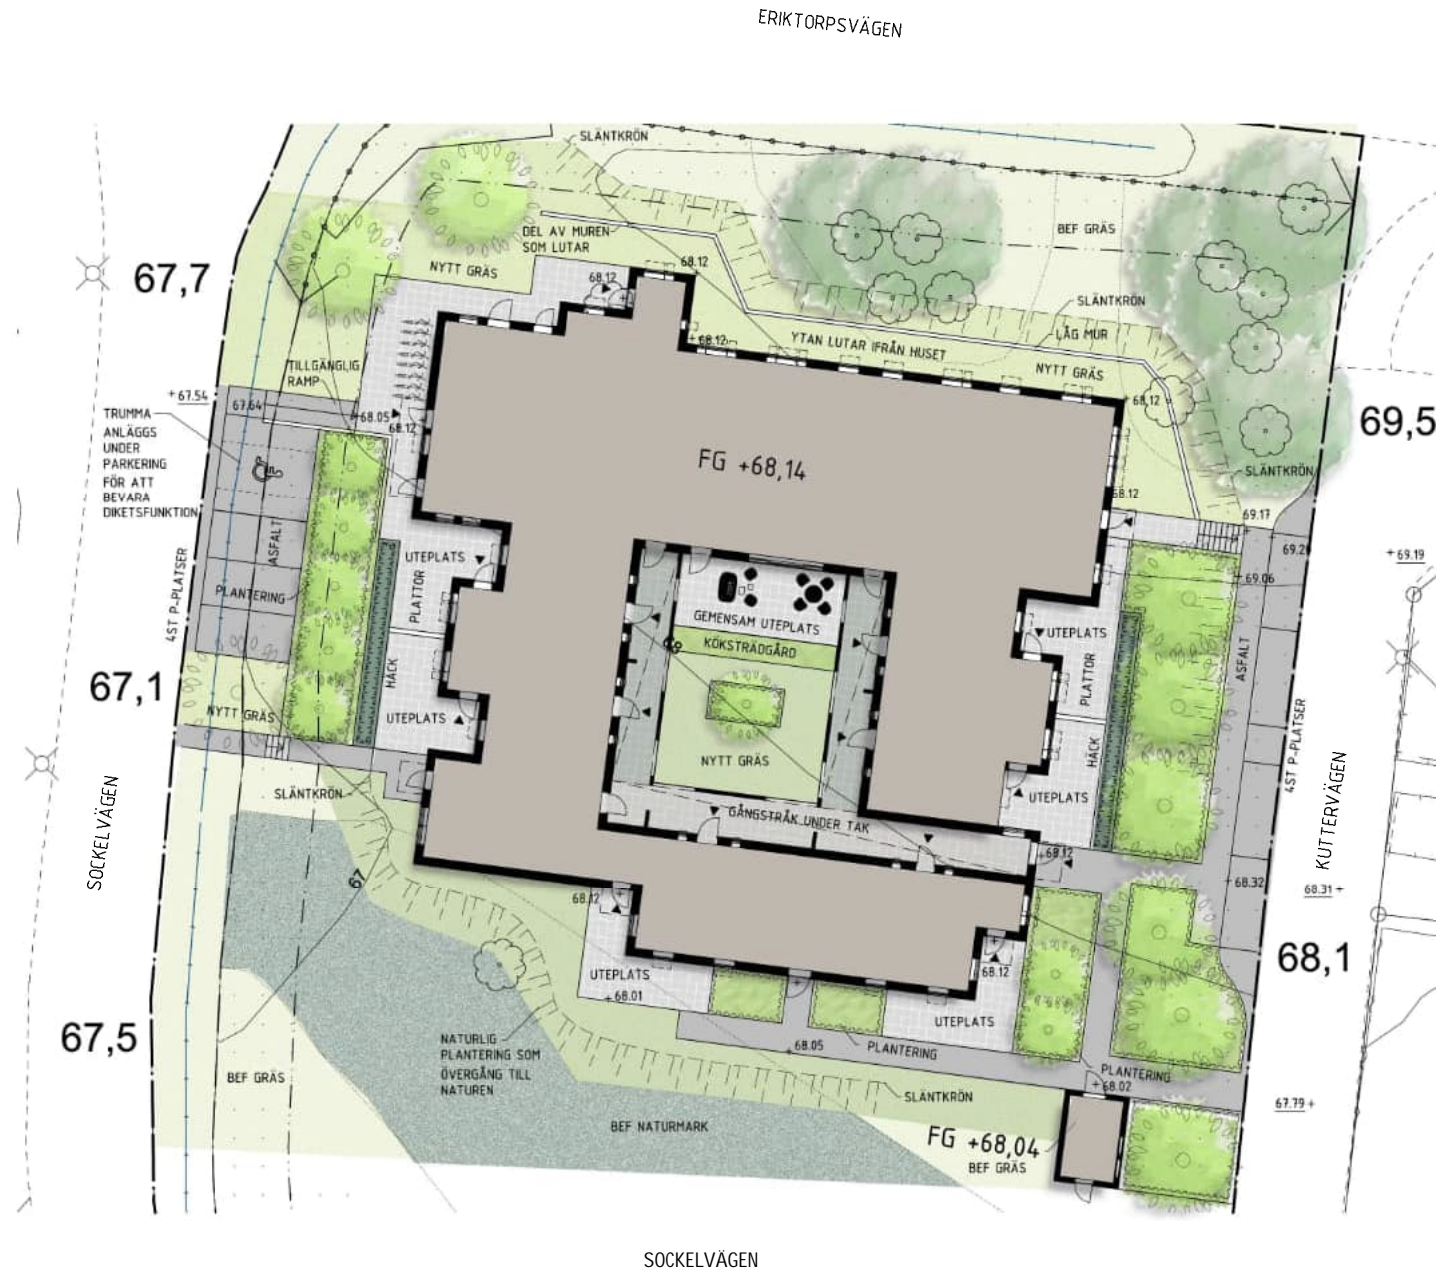 ERIKTORPSVÄGEN
SLÄNTKRÖN
DEL AV MUREN
SOM LUTAR
BEF GRÄS
67,7
NYTT GRÄS
68.12
68.12
SLÄNTKRÖN
LÅG MUR
YTAN LUTAR IFRÅN HUSET
NYTT GRÄS
+68.12
TILLGÄNGLIG
RAMP
+67.54
67.64
+68.05
68.12
+68.12
69,5
TRUMMA
ANLÄGGS
UNDER
PARKERING
FÖR ATT
BEVARA
DIKETSFUNKTION
FG +68,14
SLÄNTKRÖN
68.12
69.17
69.20
+69.19
+69.06
ASFALT
4ST P-PLATSER
PLANTERING
UTEPLATS
PLATTOR
HÄCK
UTEPLATS
GEMENSAM UTEPLATS
KÖKSTRÄDGÅRD
68
NYTT GRÄS
GÅNGSTRÅK UNDER TAK
UTEPLATS
PLATTOR
HÄCK
UTEPLATS
ASFALT
4ST P-PLATSER
67,1
NYTT GRÄS
SLÄNTKRÖN
SOCKELVÄGEN
KUTTERVÄGEN
67
+68.12
+68.32
68.31+
68.12
UTEPLATS
+68.01
68.12
UTEPLATS
68,1
67,5
NATURLIG
PLANTERING SOM
ÖVERGÅNG TILL
NATUREN
+68.05
PLANTERING
PLANTERING
+68.02
BEF GRÄS
SLÄNTKRÖN
67.79+
BEF NATURMARK
FG +68,04
BEF GRÄS
SOCKELVÄGEN